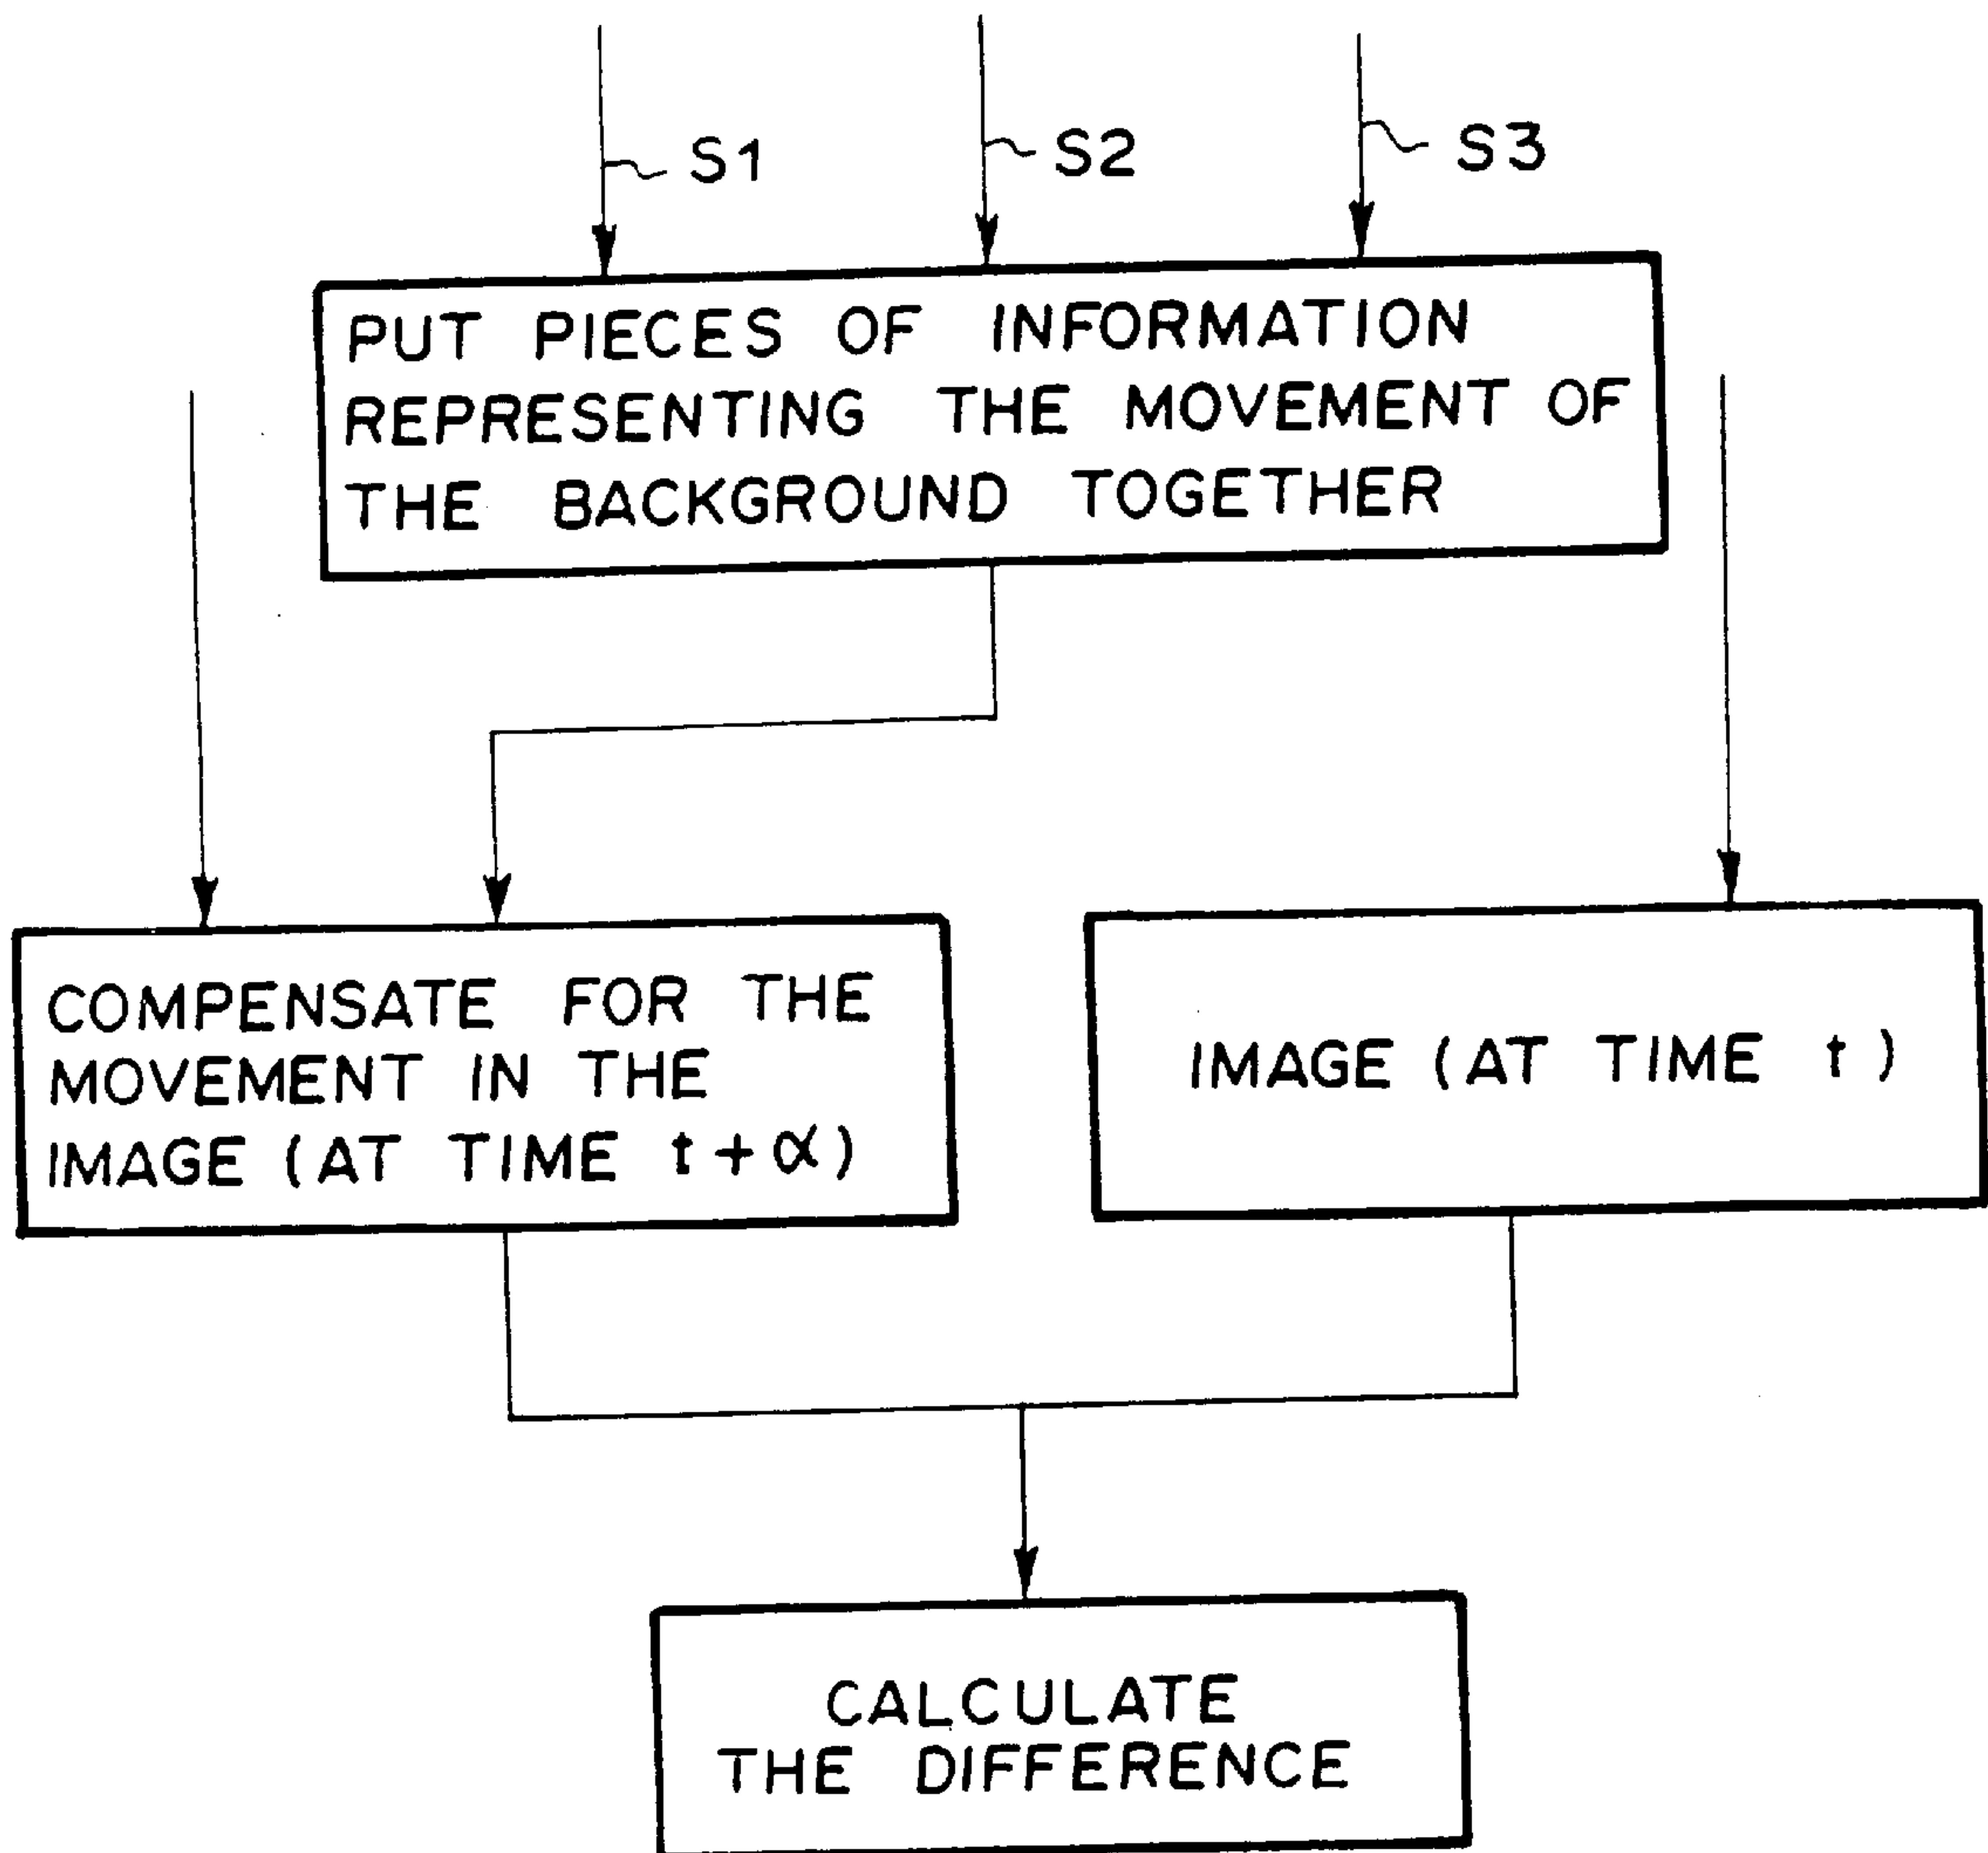 S1
S2
S3
PUT PIECES OF INFORMATION
REPRESENTING THE MOVEMENT OF
THE BACKGROUND TOGETHER
COMPENSATE FOR THE
MOVEMENT IN THE
IMAGE (AT TIME t+α)
IMAGE (AT TIME t)
CALCULATE
THE DIFFERENCE